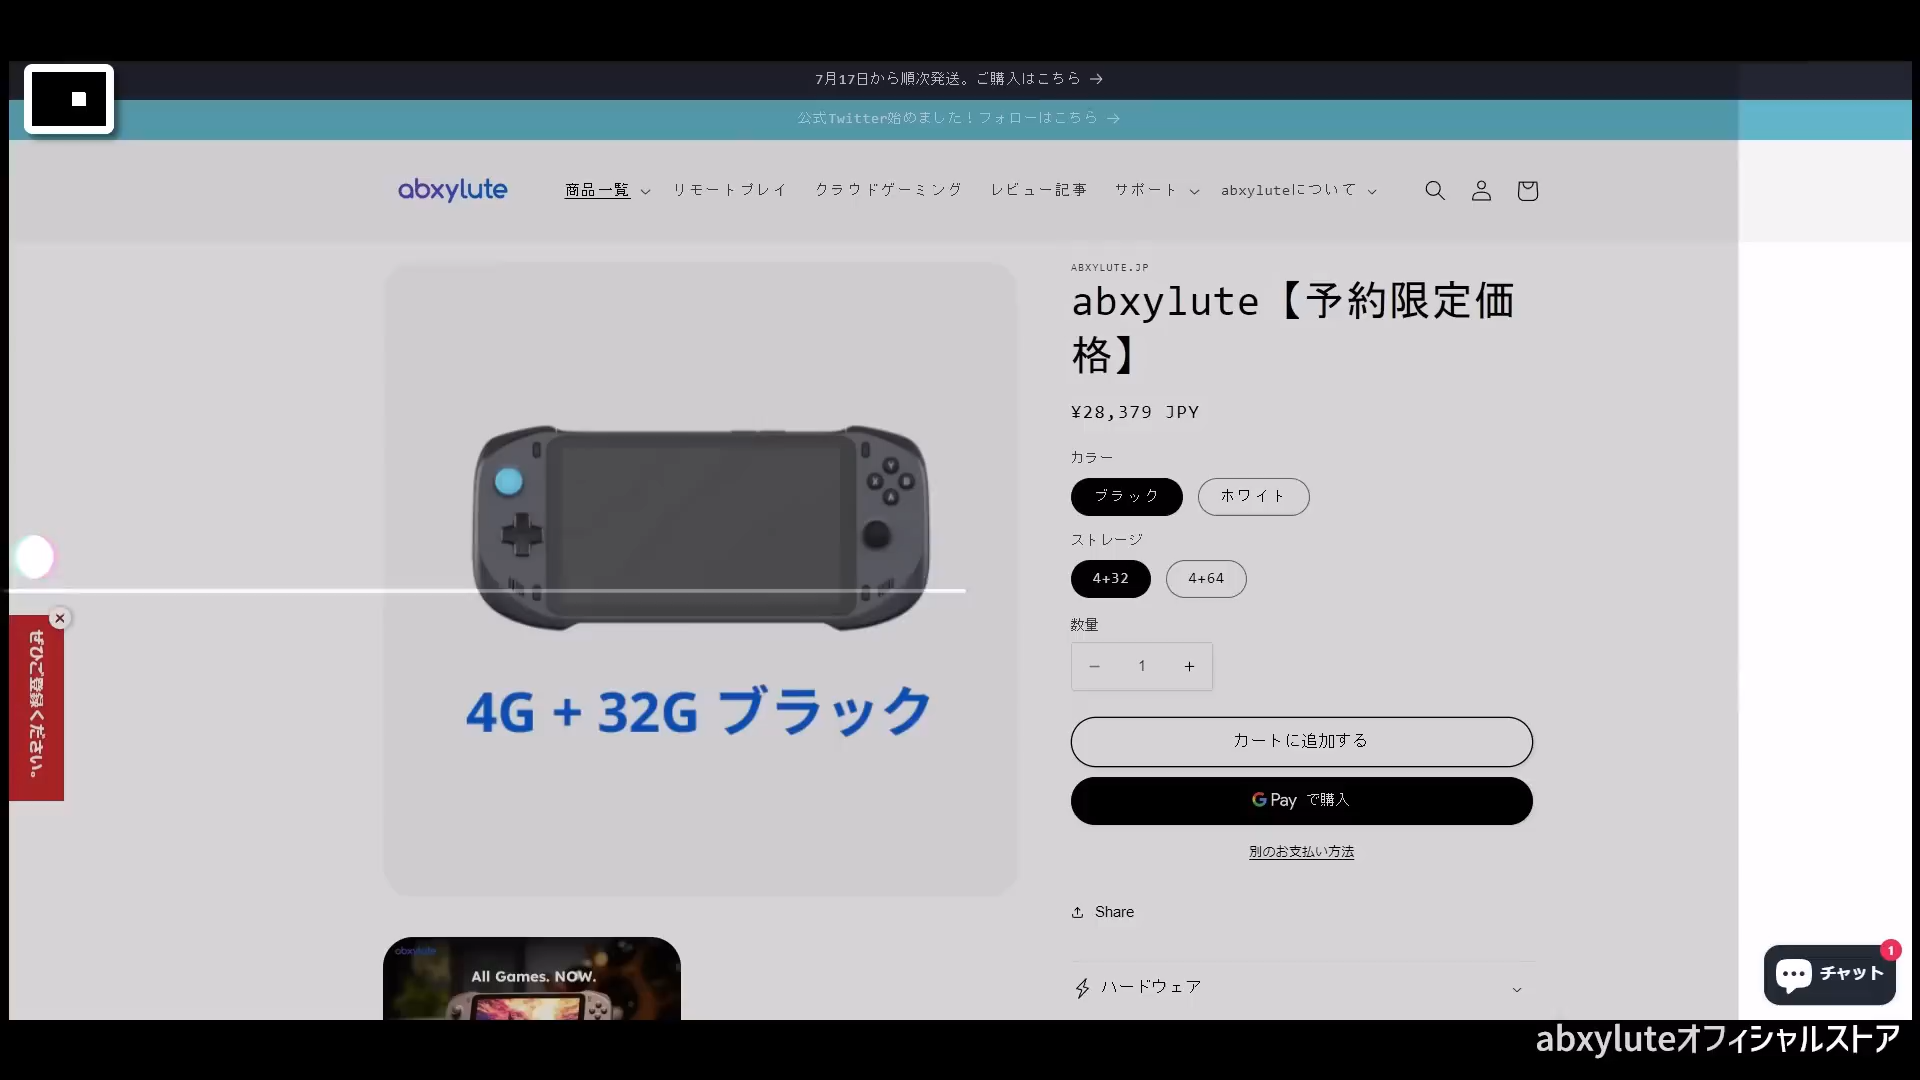 7月17日から順次発送。ご購入はこちら →
公式Twitter始めました！フォローはこちら →
abxylute
商品一覧
リモートプレイ
クラウドゲーミング
レビュー記事
サポート
abxyluteについて
ABXYLUTE.JP
abxylute【予約限定価
格】
¥28,379 JPY
カラー
ブラック
ホワイト
ストレージ
4+32
4+64
数量
− 1 +
カートに追加する
G Pay で購入
別のお支払い方法
Share
ハードウェア
Y
X B
A
4G + 32G ブラック
abxylute
All Games. NOW.
ぜひご登録ください。
1
チャット
abxyluteオフィシャルストア